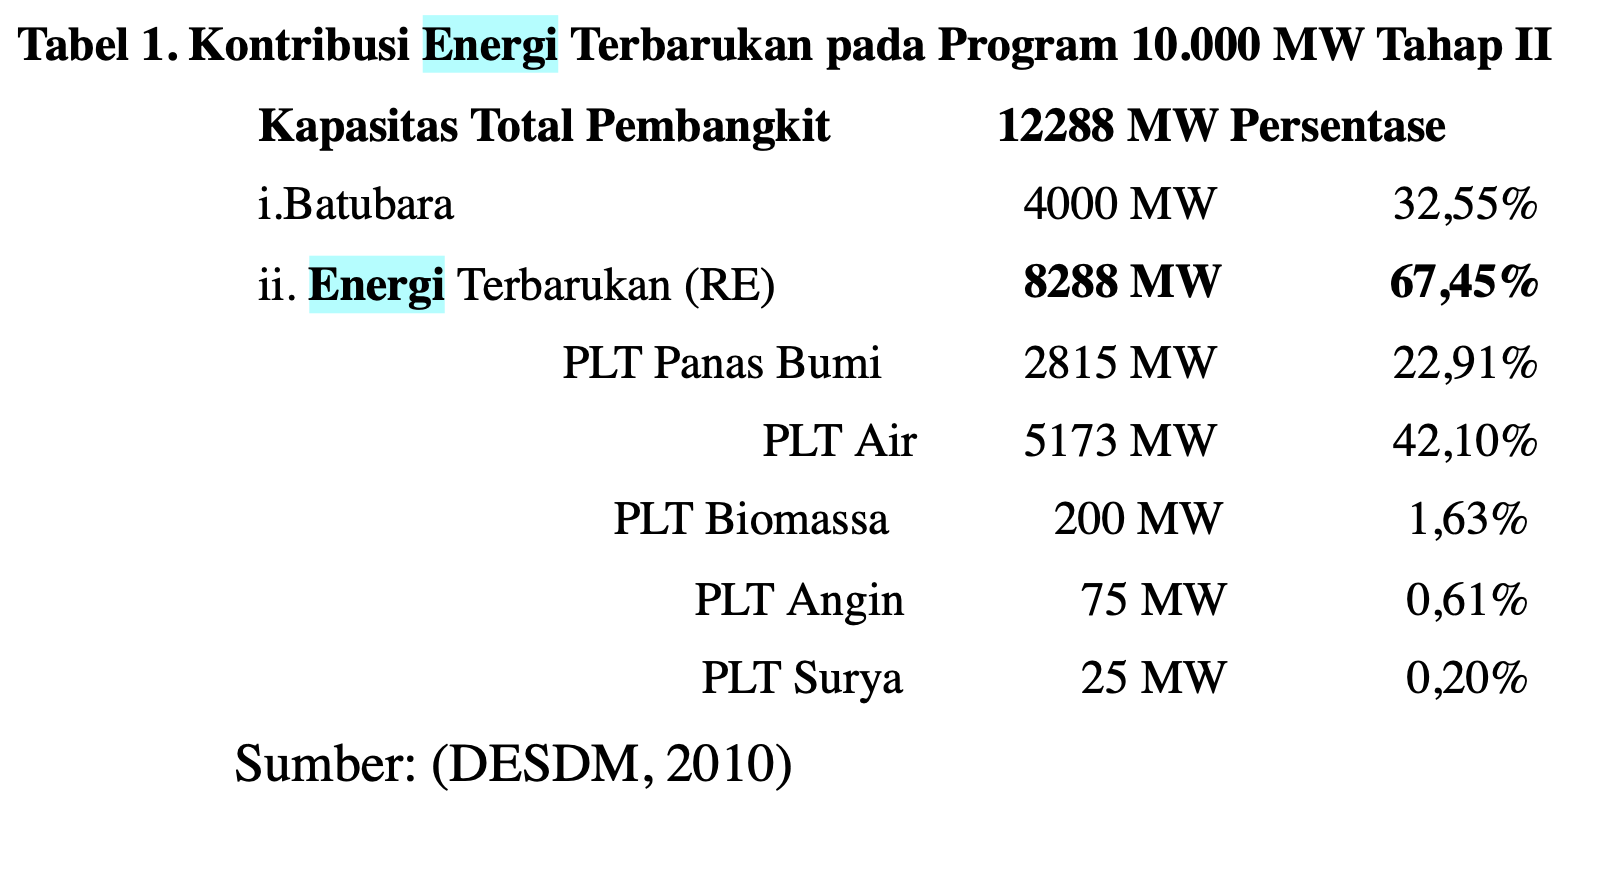 Tabel 1. Kontribusi Energi Terbarukan pada Program 10.000 MW Tahap II
Kapasitas Total Pembangkit 12288 MW Persentase
i.Batubara 4000 MW 32,55%
ii. Energi Terbarukan (RE) 8288 MW 67,45%
PLT Panas Bumi 2815 MW 22,91%
PLT Air 5173 MW 42,10%
PLT Biomassa 200 MW 1,63%
PLT Angin 75 MW 0,61%
PLT Surya 25 MW 0,20%
Sumber: (DESDM, 2010)